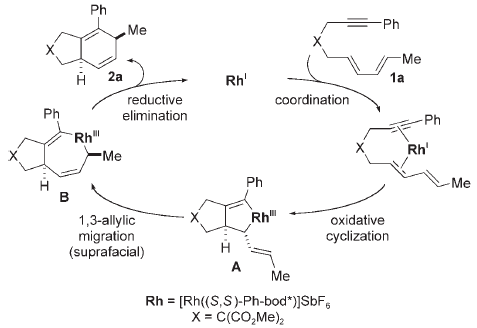 Ph
Me
X
H
2a
Ph
X
Me
1a
Rh^I
reductive
elimination
coordination
Ph
Rh^III
X
Me
H
B
Ph
Rh^I
X
Me
1,3-allylic
migration
(suprafacial)
Ph
X
Rh^III
H
A
Me
oxidative
cyclization
Rh = [Rh((S,S)-Ph-bod*)]SbF₆
X = C(CO₂Me)₂